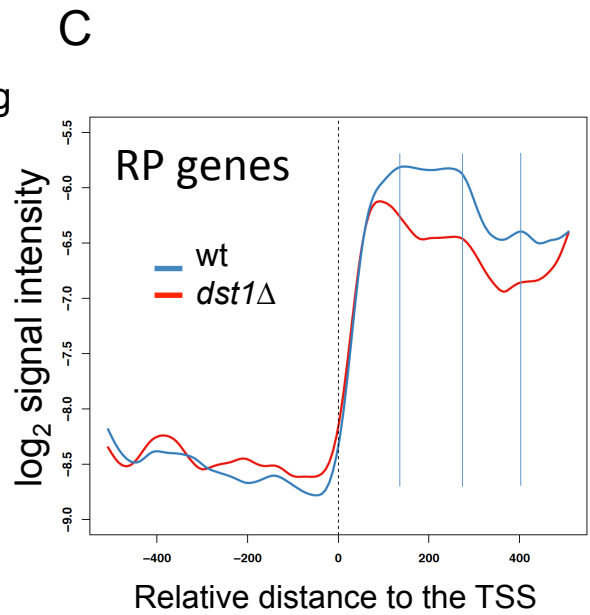 C
g
RP genes
wt
dst1Δ
log2 signal intensity
-5.5
-6.0
-6.5
-7.0
-7.5
-8.0
-8.5
-9.0
-400 -200 0 200 400
Relative distance to the TSS